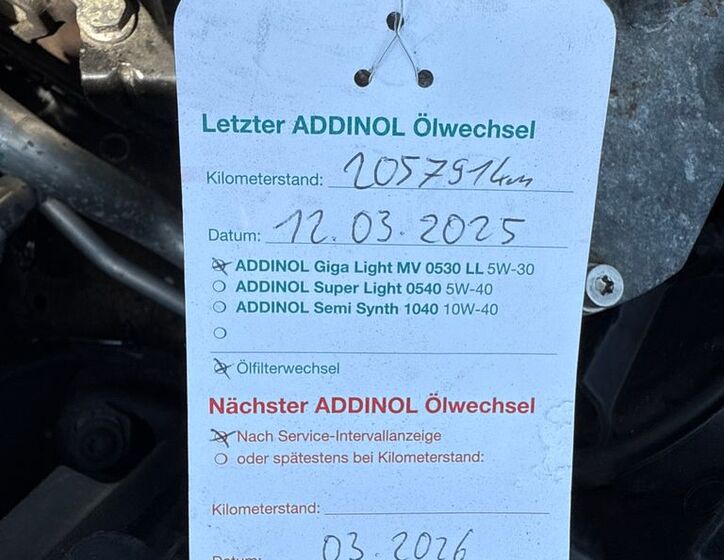 Letzter ADDINOL Ölwechsel
Kilometerstand: 1057914km
Datum: 12.03.2025
ADDINOL Giga Light MV 0530 LL 5W-30
ADDINOL Super Light 0540 5W-40
ADDINOL Semi Synth 1040 10W-40
Ölfilterwechsel
Nächster ADDINOL Ölwechsel
Nach Service-Intervallanzeige
oder spätestens bei Kilometerstand:
Kilometerstand:
Datum: 03.2026